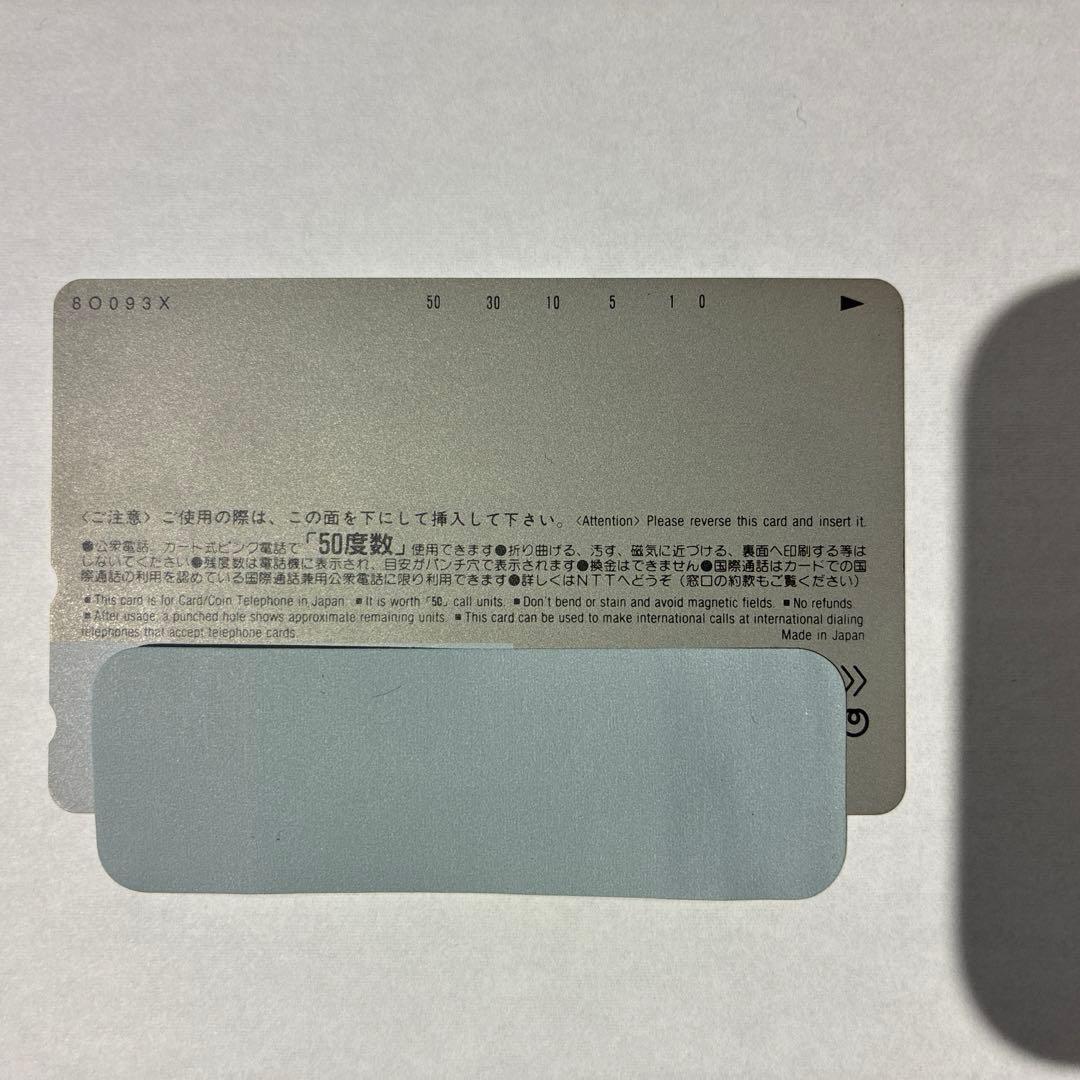 80093X 50 30 10 5 1 0
〈ご注意〉ご使用の際は、この面を下にして挿入して下さい。〈Attention〉Please reverse this card and insert it.
●公衆電話、カード式ピンク電話で「50度数」使用できます●折り曲げる、汚す、磁気に近づける、裏面へ印刷する等は
しないでください●残度数は電話機に表示され、目安がパンチ穴で表示されます●換金はできません●国際通話はカードでの国
際通話の利用を認めている国際通話兼用公衆電話に限り利用できます●詳しくはNTTへどうぞ（窓口の約款もご覧ください）
■This card is for Card/Coin Telephone in Japan. ■It is worth「50」call units. ■Don't bend or stain and avoid magnetic fields. ■No refunds.
■After usage, a punched hole shows approximate remaining units. ■This card can be used to make international calls at international dialing
telephones that accept telephone cards. Made in Japan